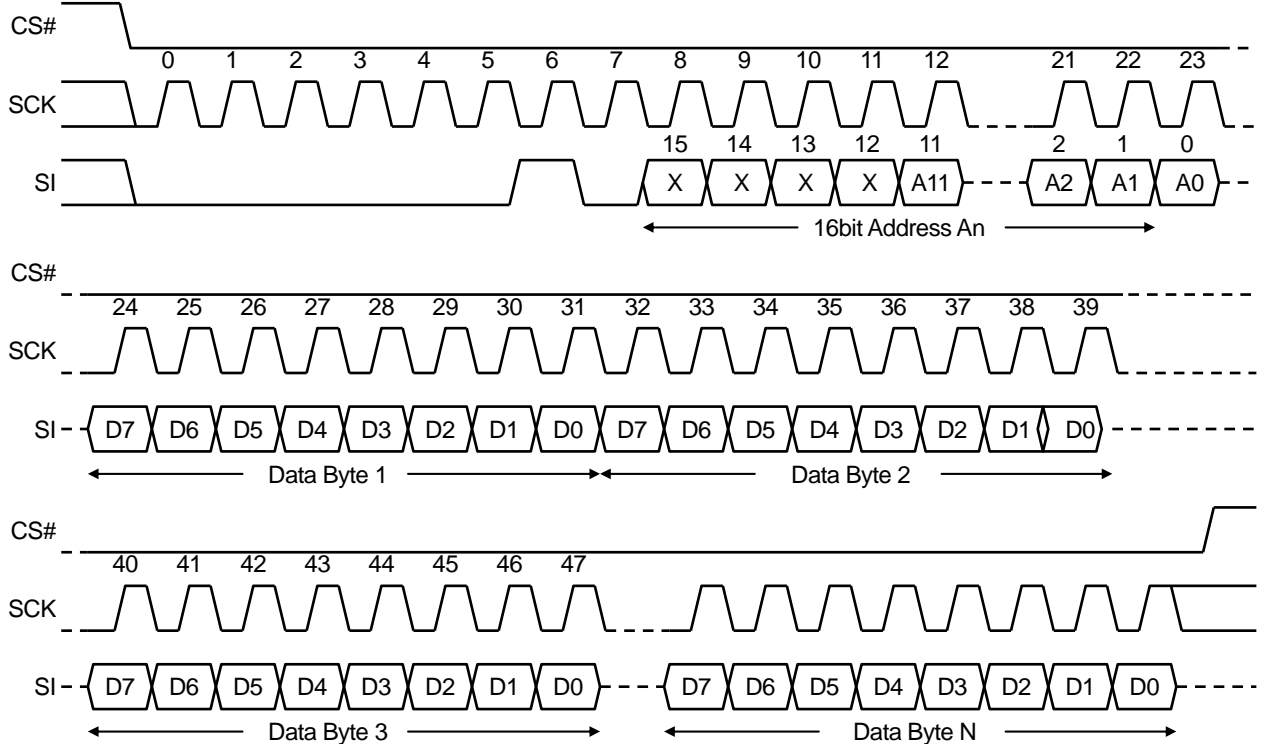 CS#
0 1 2 3 4 5 6 7 8 9 10 11 12 21 22 23
SCK
15 14 13 12 11 2 1 0
SI X X X X A11 A2 A1 A0
16bit Address An
CS#
24 25 26 27 28 29 30 31 32 33 34 35 36 37 38 39
SCK
SI D7 D6 D5 D4 D3 D2 D1 D0 D7 D6 D5 D4 D3 D2 D1 D0
Data Byte 1 Data Byte 2
CS#
40 41 42 43 44 45 46 47
SCK
SI D7 D6 D5 D4 D3 D2 D1 D0 D7 D6 D5 D4 D3 D2 D1 D0
Data Byte 3 Data Byte N